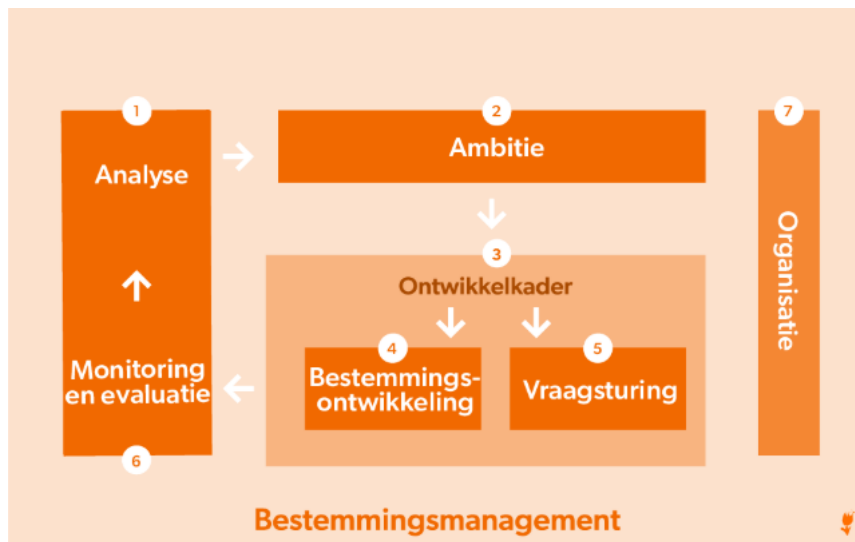 1
Analyse
2
Ambitie
3
Ontwikkelkader
4
Bestemmings-
ontwikkeling
5
Vraagsturing
Monitoring
en evaluatie
6
7
Organisatie
Bestemmingsmanagement